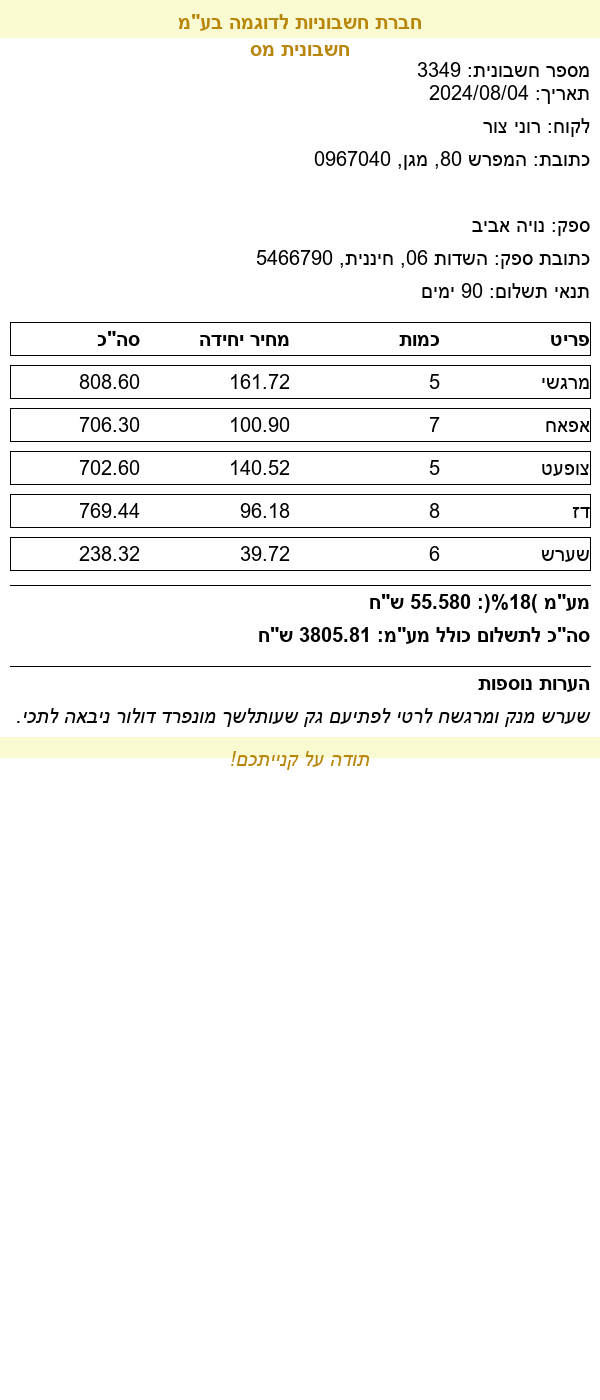 חברת חשבוניות לדוגמה בע"מ
חשבונית מס
מספר חשבונית: 3349
תאריך: 2024/08/04
לקוח: רוני צור
כתובת: המפרש 80, מגן, 0967040
ספק: נויה אביב
כתובת ספק: השדות 06, חיננית, 5466790
תנאי תשלום: 90 ימים
פריט כמות מחיר יחידה סה"כ
מרגשי 5 161.72 808.60
אפאח 7 100.90 706.30
צופעט 5 140.52 702.60
דז 8 96.18 769.44
שערש 6 39.72 238.32
מע"מ )18%(: 55.580 ש"ח
סה"כ לתשלום כולל מע"מ: 3805.81 ש"ח
הערות נוספות
שערש מנק ומרגשח לרטי לפתיעם גק שעותלשך מונפרד דולור ניבאה לתכי.
תודה על קנייתכם!